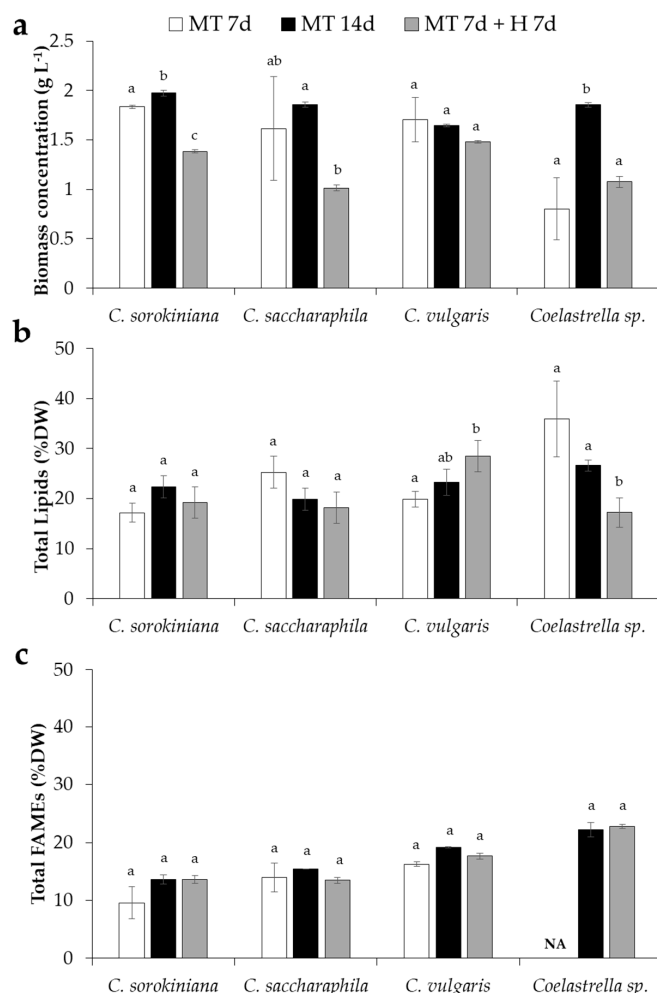 a
MT 7d MT 14d MT 7d + H 7d
Biomass concentration (g L⁻¹)
2.5
2
1.5
1
0.5
0
a b c
ab a b
a a a
a b a
C. sorokiniana C. saccharaphila C. vulgaris Coelastrella sp.
b
Total Lipids (%DW)
50
40
30
20
10
0
a a a
a a a
a ab b
a a b
C. sorokiniana C. saccharaphila C. vulgaris Coelastrella sp.
c
Total FAMEs (%DW)
50
40
30
20
10
0
a a a
a a a
a a a
NA a a
C. sorokiniana C. saccharaphila C. vulgaris Coelastrella sp.